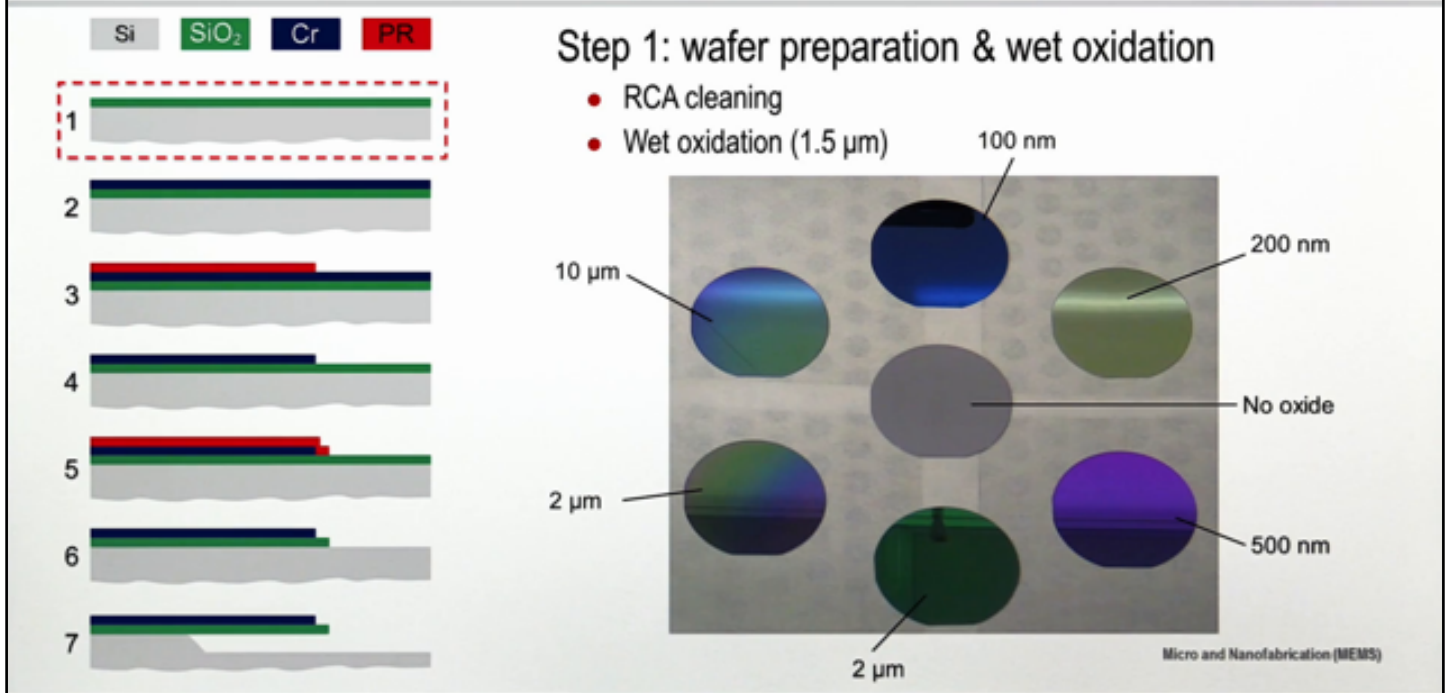 Si SiO₂ Cr PR
Step 1: wafer preparation & wet oxidation
• RCA cleaning
• Wet oxidation (1.5 µm)
1
2
3
4
5
6
7
100 nm
200 nm
10 µm
No oxide
2 µm
500 nm
2 µm
Micro and Nanofabrication (MEMS)